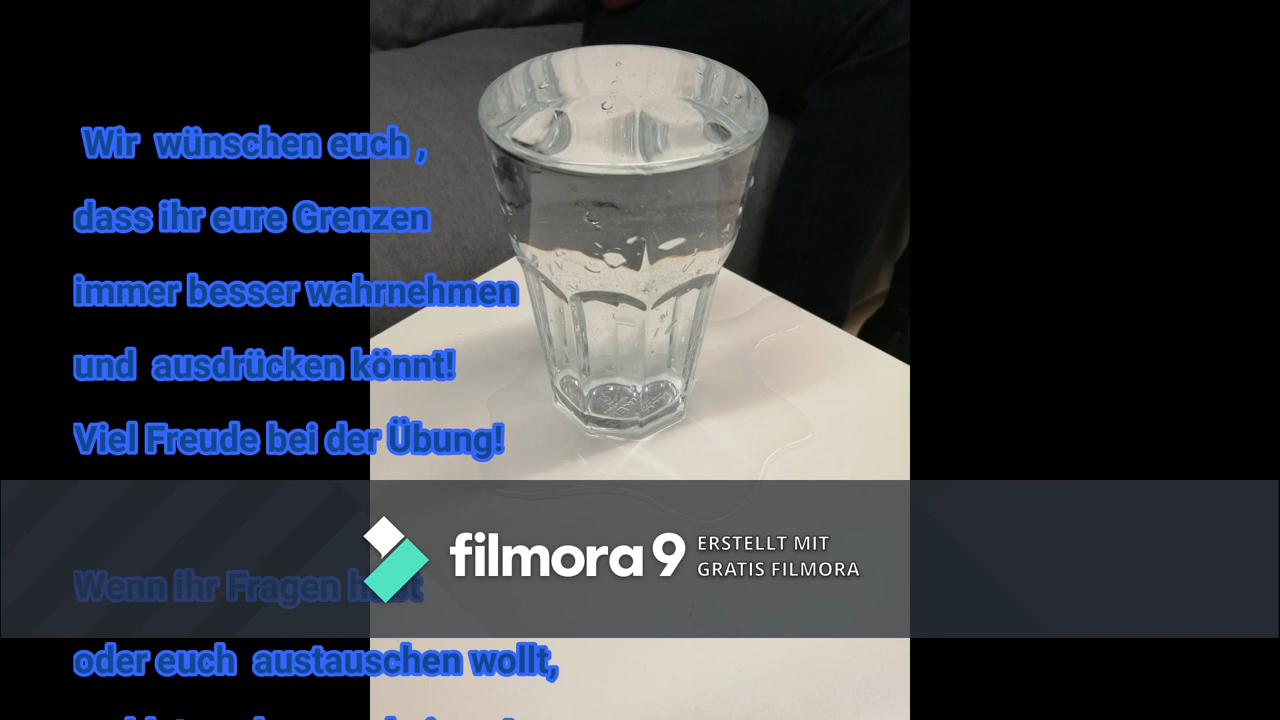 Wir wünschen euch ,
dass ihr eure Grenzen
immer besser wahrnehmen
und ausdrücken könnt!
Viel Freude bei der Übung!
filmora 9 ERSTELLT MIT
GRATIS FILMORA
Wenn ihr Fragen habt
oder euch austauschen wollt,